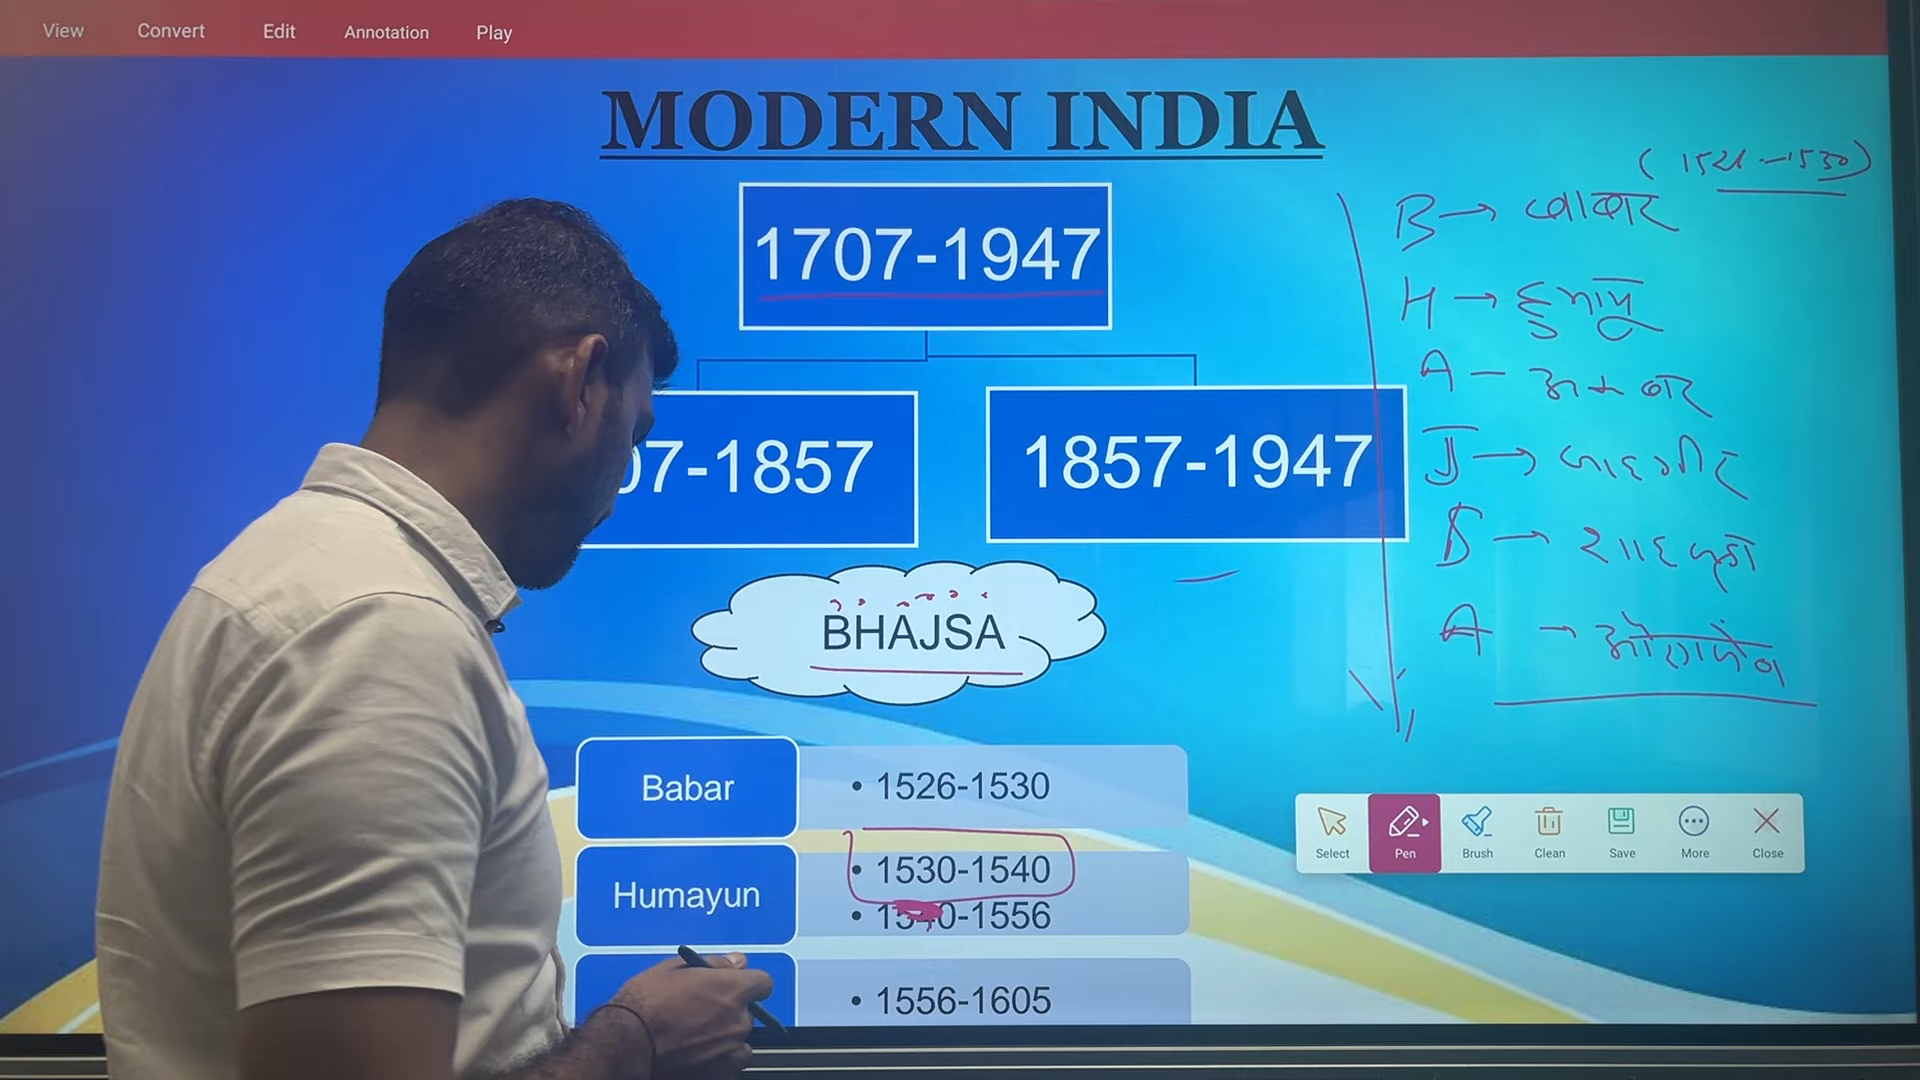 View Convert Edit Annotation Play
MODERN INDIA
1707-1947
07-1857
1857-1947
BHAJSA
Babar
• 1526-1530
Humayun
• 1530-1540
• 1540-1556
• 1556-1605
(1526-1530)
B → बाबर
H → हुमायु
A - अकबर
J → जहागीर
S → शाहजहाँ
A → औरंगजेब
Select Pen Brush Clean Save More Close